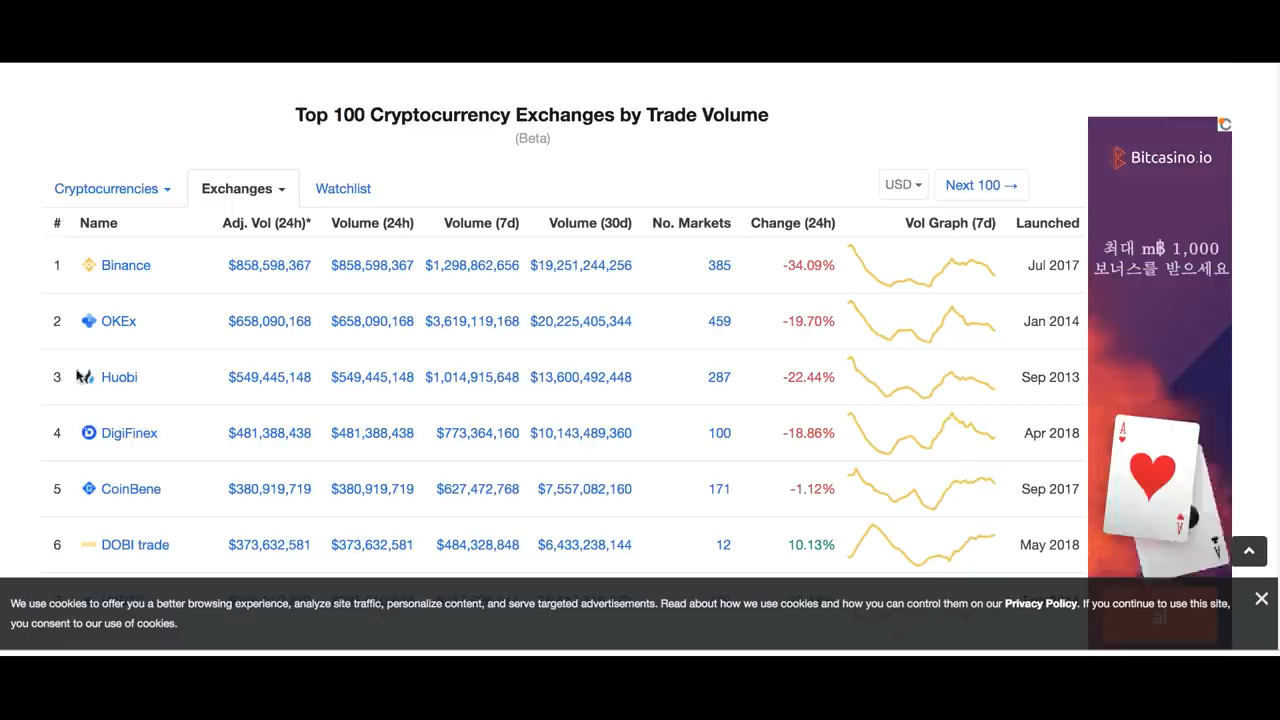 Top 100 Cryptocurrency Exchanges by Trade Volume
(Beta)
Cryptocurrencies Exchanges Watchlist USD Next 100 →
# Name Adj. Vol (24h)* Volume (24h) Volume (7d) Volume (30d) No. Markets Change (24h) Vol Graph (7d) Launched
1 Binance $858,598,367 $858,598,367 $1,298,862,656 $19,251,244,256 385 -34.09% Jul 2017
2 OKEx $658,090,168 $658,090,168 $3,619,119,168 $20,225,405,344 459 -19.70% Jan 2014
3 Huobi $549,445,148 $549,445,148 $1,014,915,648 $13,600,492,448 287 -22.44% Sep 2013
4 DigiFinex $481,388,438 $481,388,438 $773,364,160 $10,143,489,360 100 -18.86% Apr 2018
5 CoinBene $380,919,719 $380,919,719 $627,472,768 $7,557,082,160 171 -1.12% Sep 2017
6 DOBI trade $373,632,581 $373,632,581 $484,328,848 $6,433,238,144 12 10.13% May 2018
Bitcasino.io
최대 m₿ 1,000
보너스를 받으세요
A
A
A
We use cookies to offer you a better browsing experience, analyze site traffic, personalize content, and serve targeted advertisements. Read about how we use cookies and how you can control them on our Privacy Policy. If you continue to use this site,
you consent to our use of cookies.